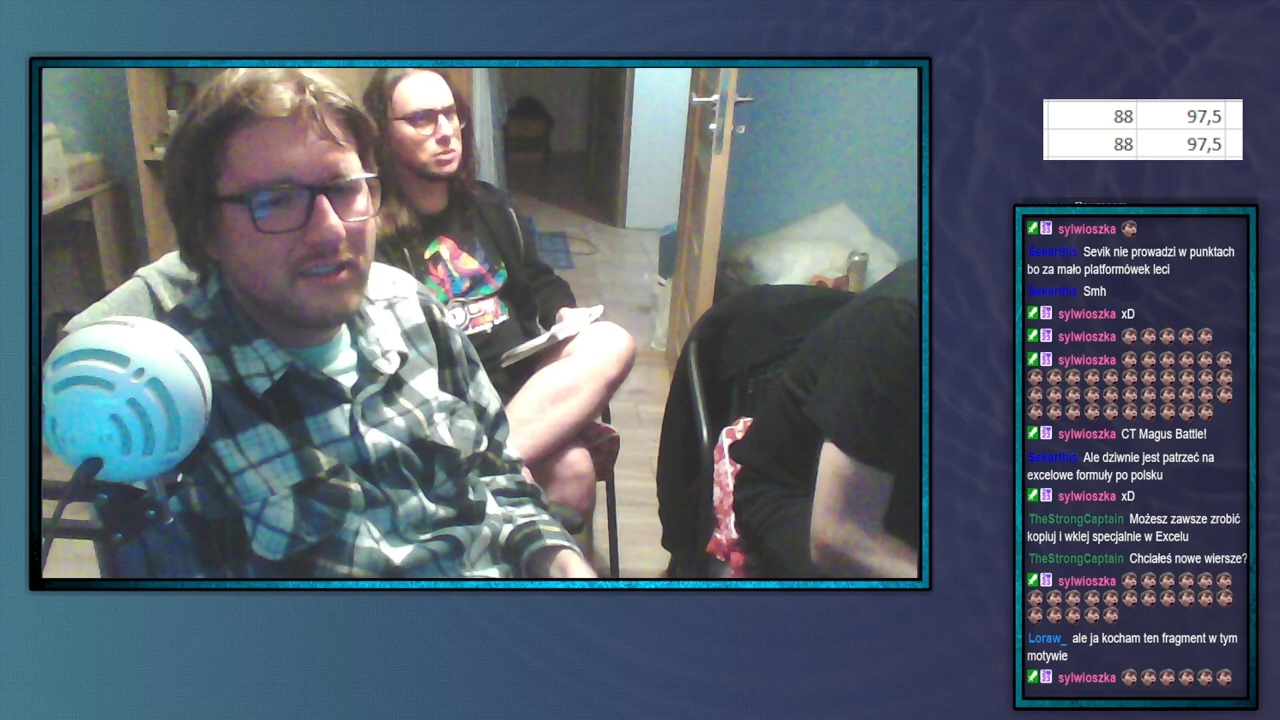 88 97,5
88 97,5
sylwioszka
Sekarthis Sevik nie prowadzi w punktach
bo za mało platformówek leci
Sekarthis Smh
sylwioszka xD
sylwioszka
sylwioszka
sylwioszka CT Magus Battle!
Sekarthis Ale dziwnie jest patrzeć na
excelowe formuły po polsku
sylwioszka xD
TheStrongCaptain Możesz zawsze zrobić
kopiuj i wklej specjalnie w Excelu
TheStrongCaptain Chciałeś nowe wiersze?
sylwioszka
Loraw_ ale ja kocham ten fragment w tym
motywie
sylwioszka